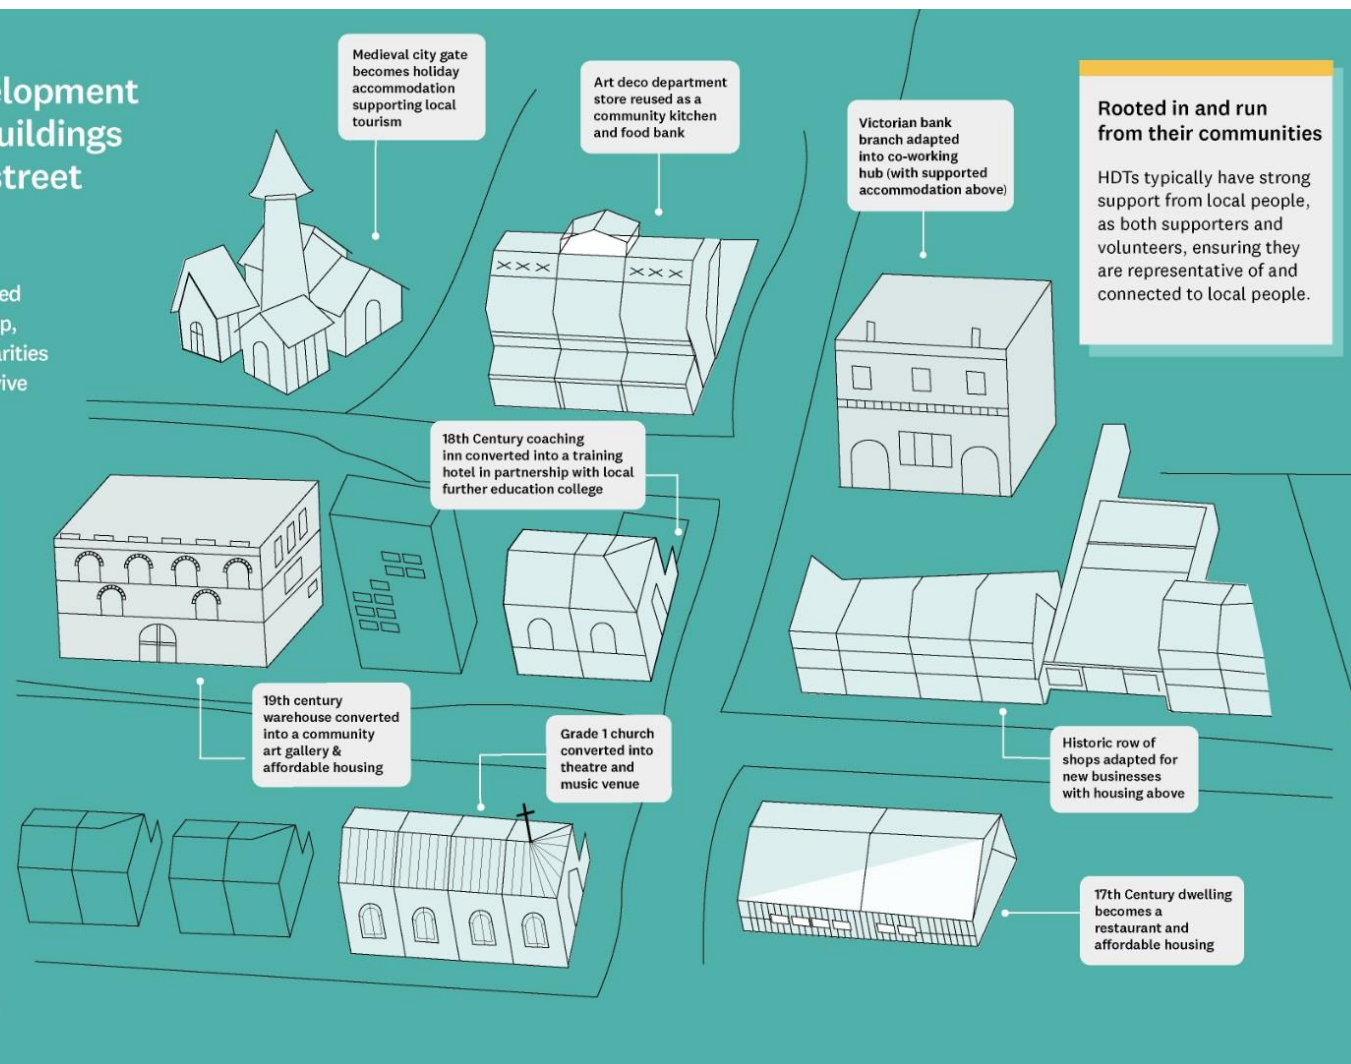 elopment
uildings
street
ed
p,
arities
vive
Medieval city gate
becomes holiday
accommodation
supporting local
tourism
Art deco department
store reused as a
community kitchen
and food bank
Victorian bank
branch adapted
into co-working
hub (with supported
accommodation above)
Rooted in and run
from their communities
HDTs typically have strong
support from local people,
as both supporters and
volunteers, ensuring they
are representative of and
connected to local people.
18th Century coaching
inn converted into a training
hotel in partnership with local
further education college
19th century
warehouse converted
into a community
art gallery &
affordable housing
Grade 1 church
converted into
theatre and
music venue
Historic row of
shops adapted for
new businesses
with housing above
17th Century dwelling
becomes a
restaurant and
affordable housing